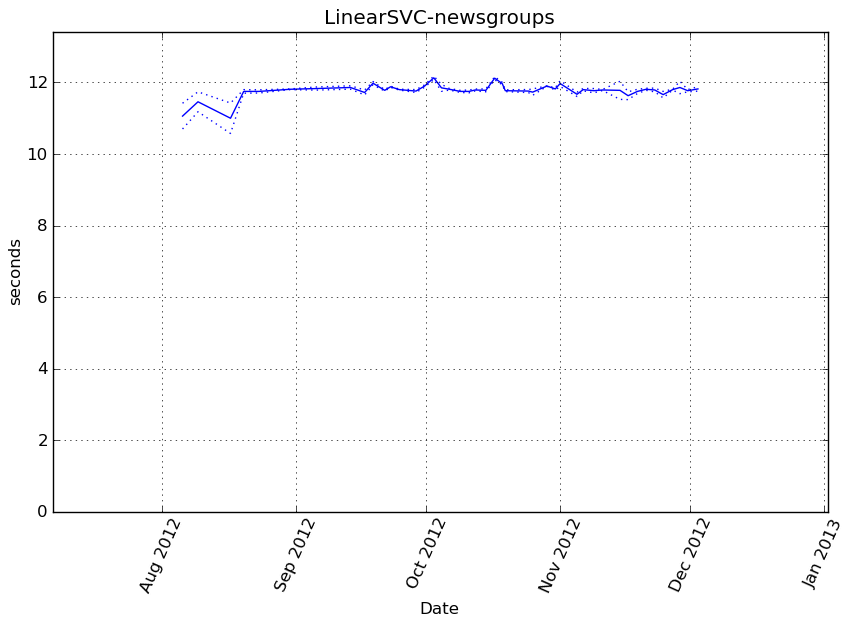 LinearSVC-newsgroups
12
10
8
6
4
2
0
seconds
Aug 2012
Sep 2012
Oct 2012
Nov 2012
Dec 2012
Jan 2013
Date